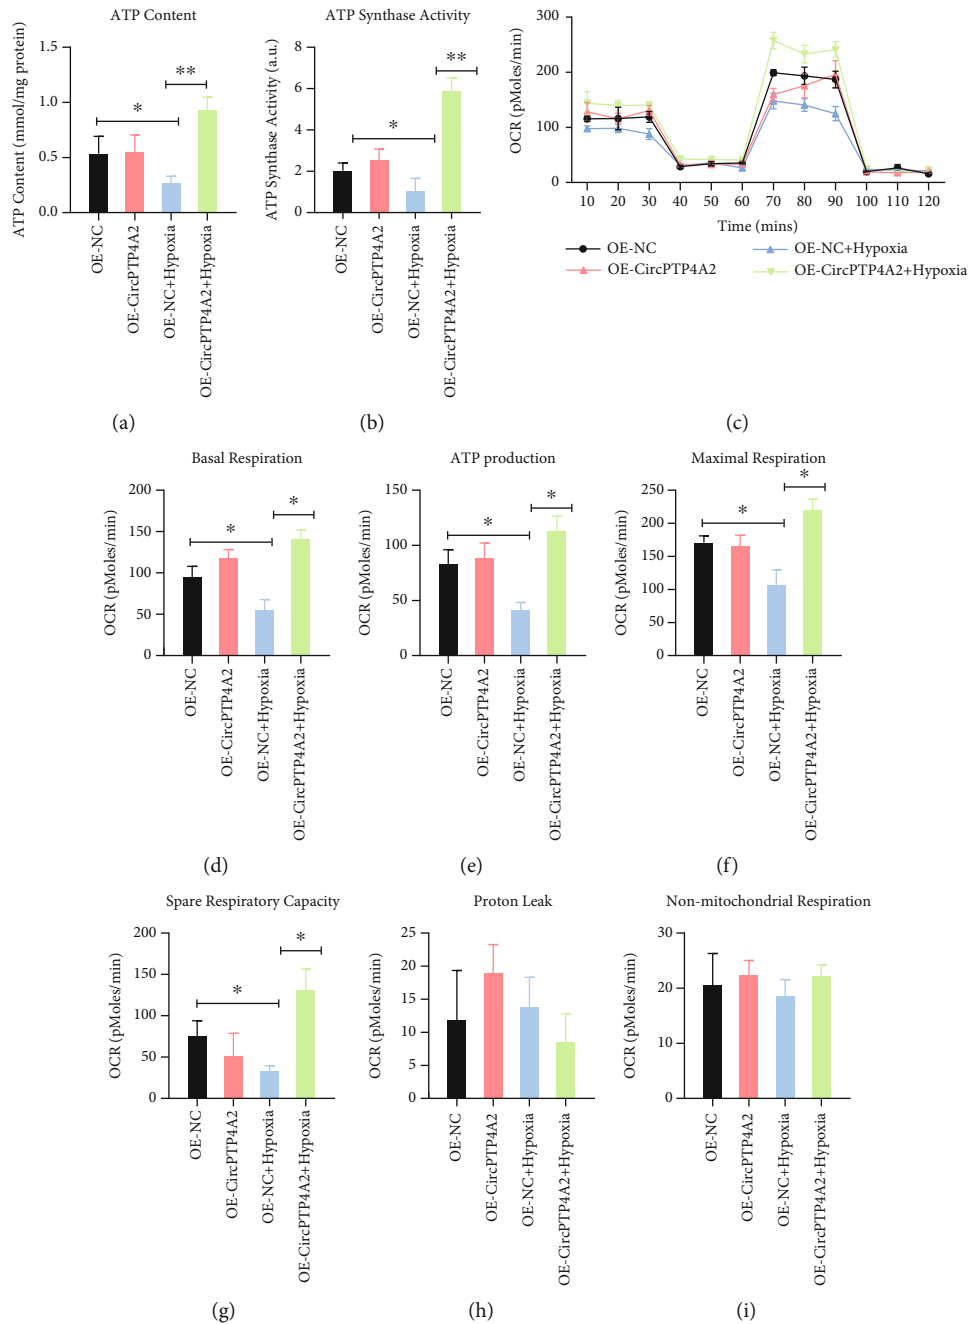 ATP Content
ATP Content (mmol/mg protein)
1.5
1.0
0.5
0.0
*
**
OE-NC
OE-CircPTP4A2
OE-NC+Hypoxia
OE-CircPTP4A2+Hypoxia
(a)
ATP Synthase Activity
ATP Synthase Activity (a.u.)
8
6
4
2
0
*
**
OE-NC
OE-CircPTP4A2
OE-NC+Hypoxia
OE-CircPTP4A2+Hypoxia
(b)
OCR (pMoles/min)
300
200
100
0
10 20 30 40 50 60 70 80 90 100 110 120
Time (mins)
OE-NC
OE-CircPTP4A2
OE-NC+Hypoxia
OE-CircPTP4A2+Hypoxia
(c)
Basal Respiration
OCR (pMoles/min)
200
150
100
50
0
*
*
OE-NC
OE-CircPTP4A2
OE-NC+Hypoxia
OE-CircPTP4A2+Hypoxia
(d)
ATP production
OCR (pMoles/min)
150
100
50
0
*
*
OE-NC
OE-CircPTP4A2
OE-NC+Hypoxia
OE-CircPTP4A2+Hypoxia
(e)
Maximal Respiration
OCR (pMoles/min)
250
200
150
100
50
0
*
*
OE-NC
OE-CircPTP4A2
OE-NC+Hypoxia
OE-CircPTP4A2+Hypoxia
(f)
Spare Respiratory Capacity
OCR (pMoles/min)
200
150
100
50
0
*
*
OE-NC
OE-CircPTP4A2
OE-NC+Hypoxia
OE-CircPTP4A2+Hypoxia
(g)
Proton Leak
OCR (pMoles/min)
25
20
15
10
5
0
OE-NC
OE-CircPTP4A2
OE-NC+Hypoxia
OE-CircPTP4A2+Hypoxia
(h)
Non-mitochondrial Respiration
OCR (pMoles/min)
30
20
10
0
OE-NC
OE-CircPTP4A2
OE-NC+Hypoxia
OE-CircPTP4A2+Hypoxia
(i)